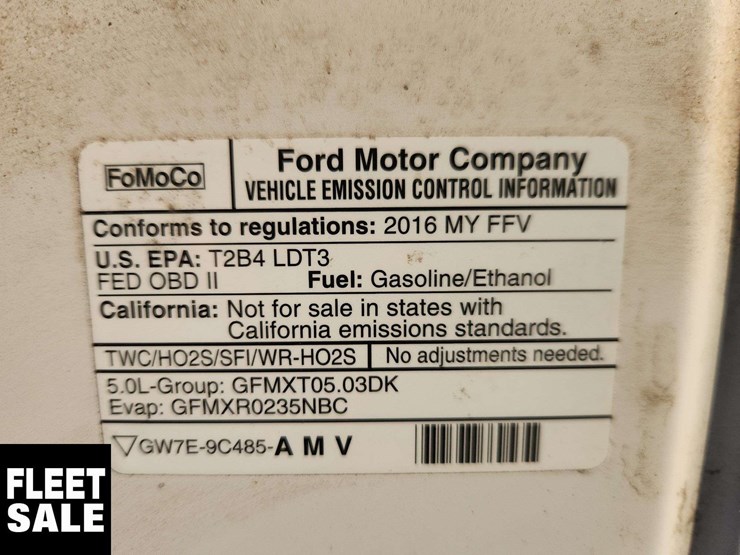 FoMoCo
Ford Motor Company
VEHICLE EMISSION CONTROL INFORMATION
Conforms to regulations: 2016 MY FFV
U.S. EPA: T2B4 LDT3
FED OBD II Fuel: Gasoline/Ethanol
California: Not for sale in states with
California emissions standards.
TWC/HO2S/SFI/WR-HO2S No adjustments needed.
5.0L-Group: GFMXT05.03DK
Evap: GFMXR0235NBC
GW7E-9C485-A M V
FLEET
SALE